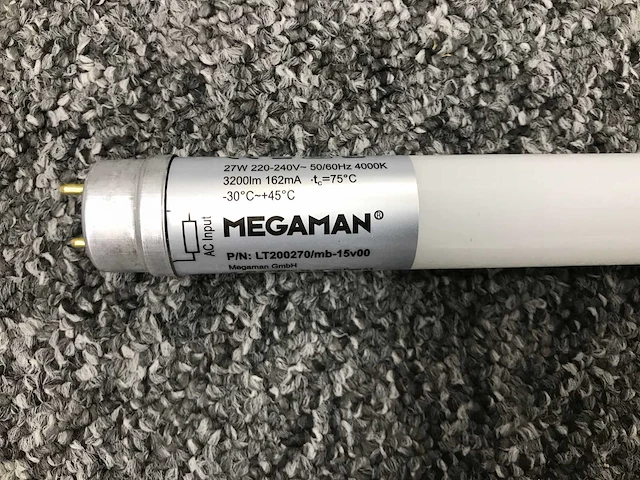 27W 220-240V~ 50/60Hz 4000K
3200lm 162mA ·tc=75°C
-30°C~+45°C
AC Input
MEGAMAN®
P/N: LT200270/mb-15v00
Megaman GmbH